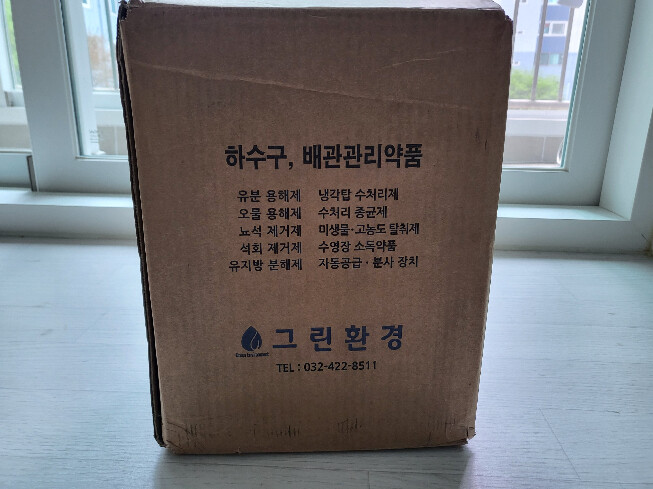 하수구, 배관관리약품
유분 용해제 냉각탑 수처리제
오물 용해제 수처리 종균제
뇨석 제거제 미생물·고농도 탈취제
석회 제거제 수영장 소독약품
유지방 분해제 자동공급·분사 장치
그린환경
TEL : 032-422-8511